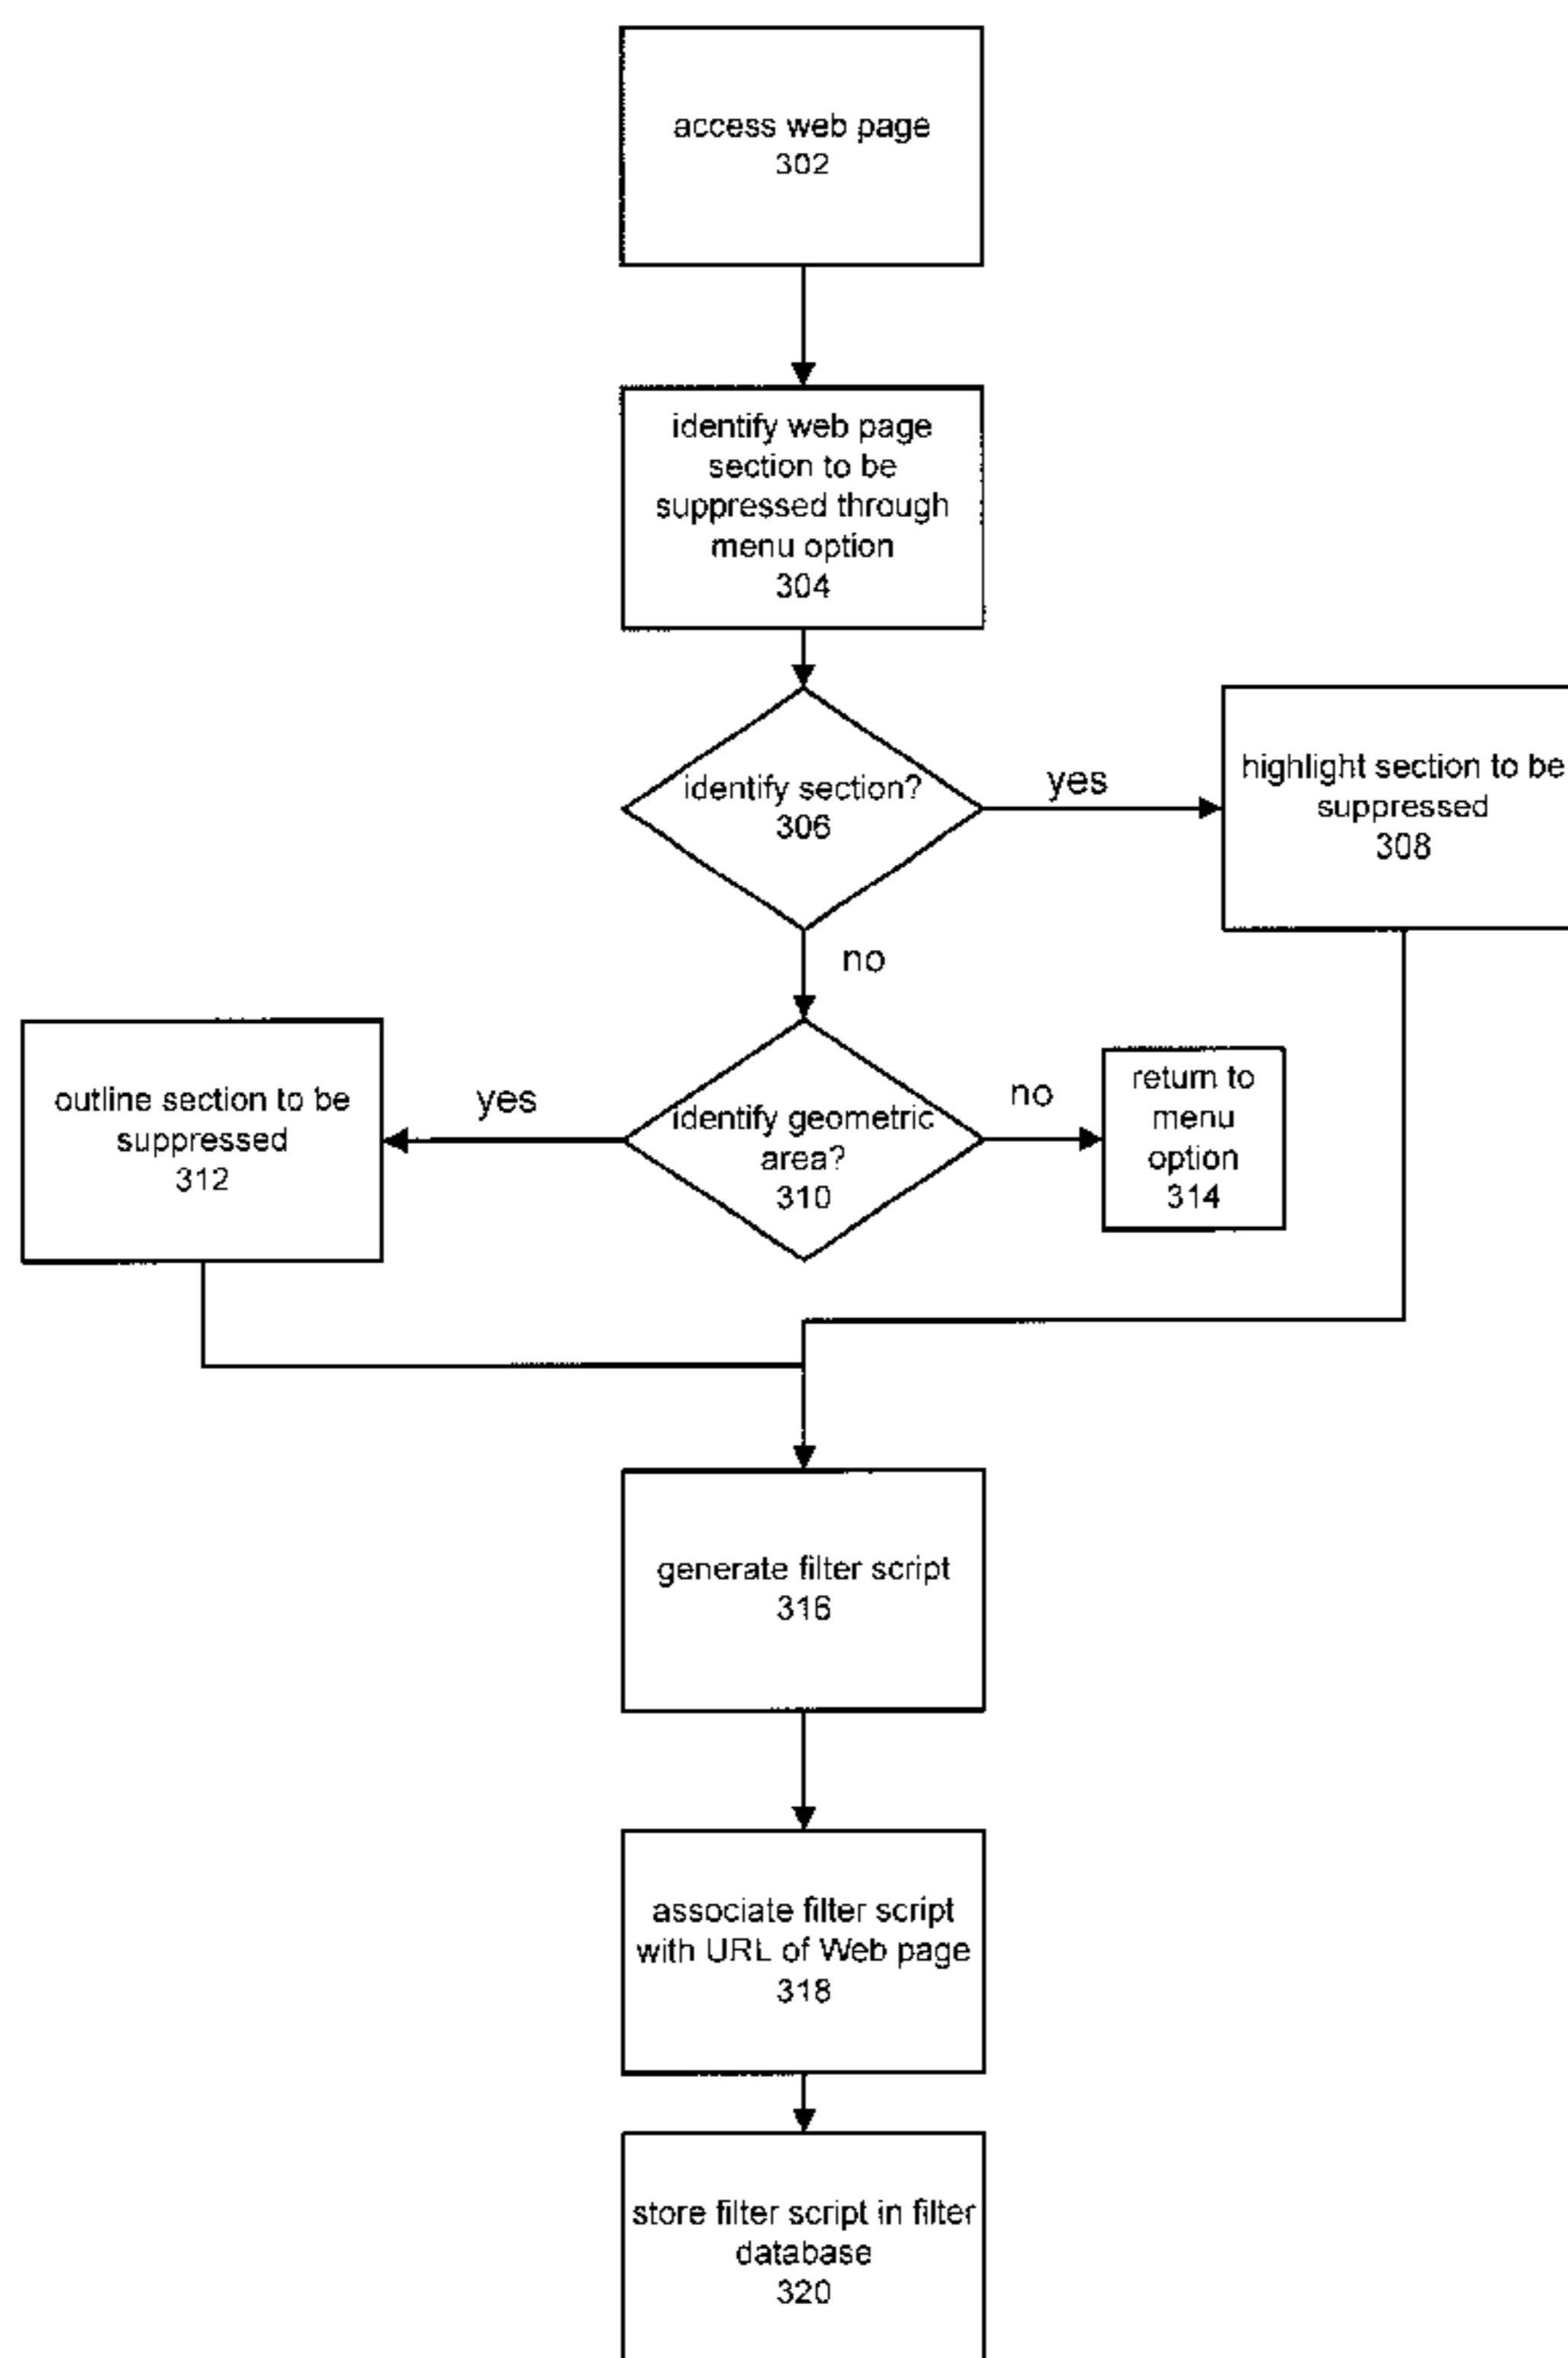 access web page
302
identify web page
section to be
suppressed through
menu option
304
identify section?
306
yes
highlight section to be
suppressed
308
no
outline section to be
suppressed
312
yes
identify geometric
area?
310
no
return to
menu
option
314
generate filter script
316
associate filter script
with URL of Web page
318
store filter script in filter
database
320